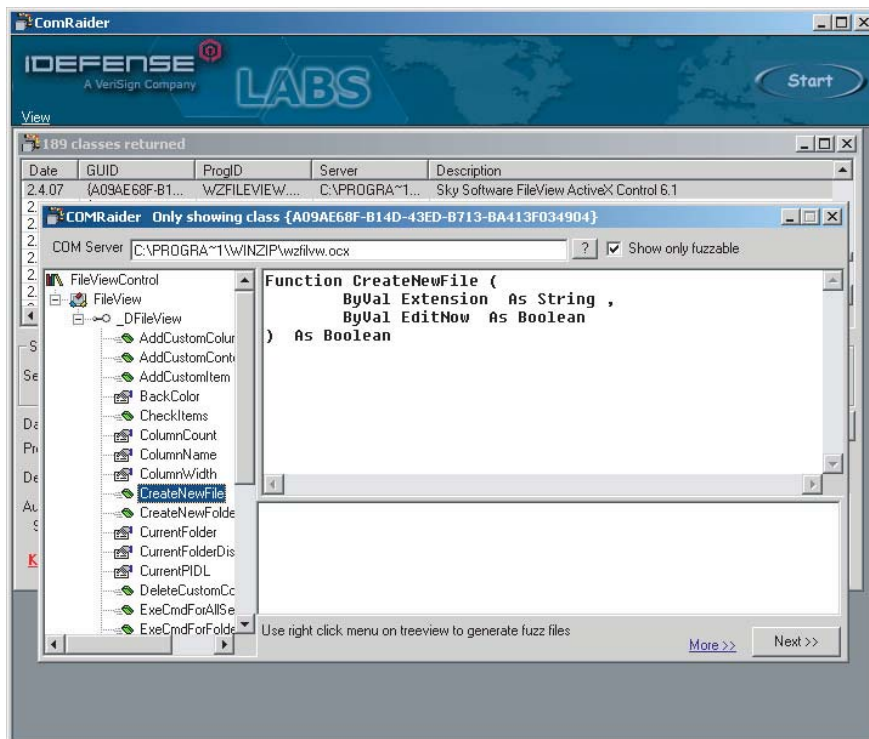 ComRaider
IDEFENSE
A VeriSign Company
LABS
Start
View
189 classes returned
Date GUID ProgID Server Description
2.4.07 {A09AE68F-B1... WZFILEVIEW.... C:\PROGRA~1... Sky Software FileView ActiveX Control 6.1
COMRaider Only showing class {A09AE68F-B14D-43ED-B713-BA413F034904}
COM Server C:\PROGRA~1\WINZIP\wzfilvw.ocx ? Show only fuzzable
FileViewControl
FileView
_DFileView
AddCustomColur
AddCustomConte
AddCustomItem
BackColor
CheckItems
ColumnCount
ColumnName
ColumnWidth
CreateNewFile
CreateNewFolde
CurrentFolder
CurrentFolderDis
CurrentPIDL
DeleteCustomCc
ExeCmdForAllSe
ExeCmdForFolde
Function CreateNewFile (
ByVal Extension As String ,
ByVal EditNow As Boolean
) As Boolean
Use right click menu on treeview to generate fuzz files
More >>
Next >>